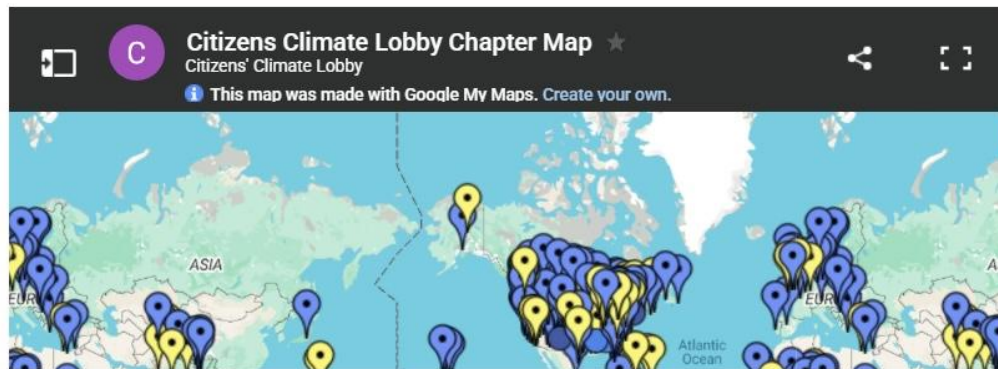 C
Citizens Climate Lobby Chapter Map
Citizens' Climate Lobby
This map was made with Google My Maps. Create your own.
ASIA
EUR
EUR
A
Atlantic
Ocean